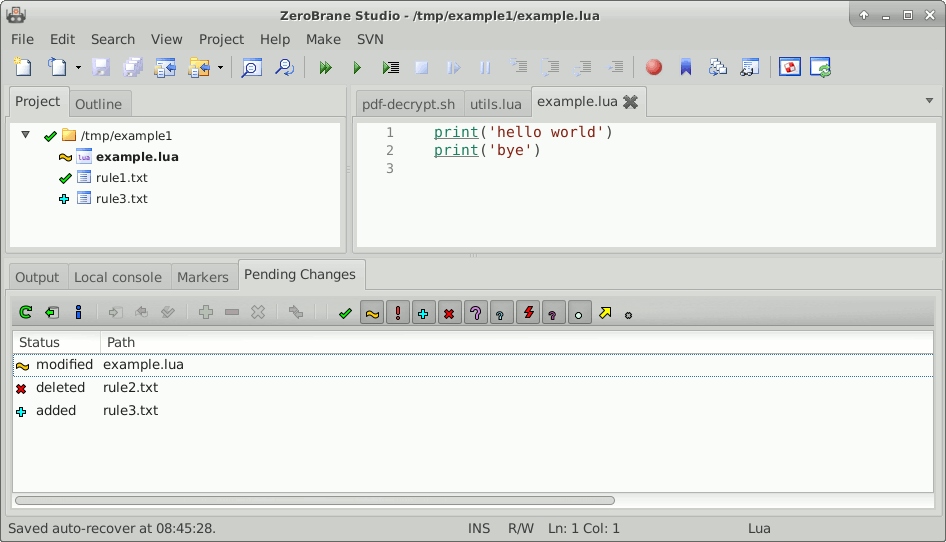 ZeroBrane Studio - /tmp/example1/example.lua
File Edit Search View Project Help Make SVN
Project Outline
/tmp/example1
lua example.lua
rule1.txt
rule3.txt
pdf-decrypt.sh utils.lua example.lua
1 print('hello world')
2 print('bye')
3
Output Local console Markers Pending Changes
Status Path
modified example.lua
deleted rule2.txt
added rule3.txt
Saved auto-recover at 08:45:28. INS R/W Ln: 1 Col: 1 Lua